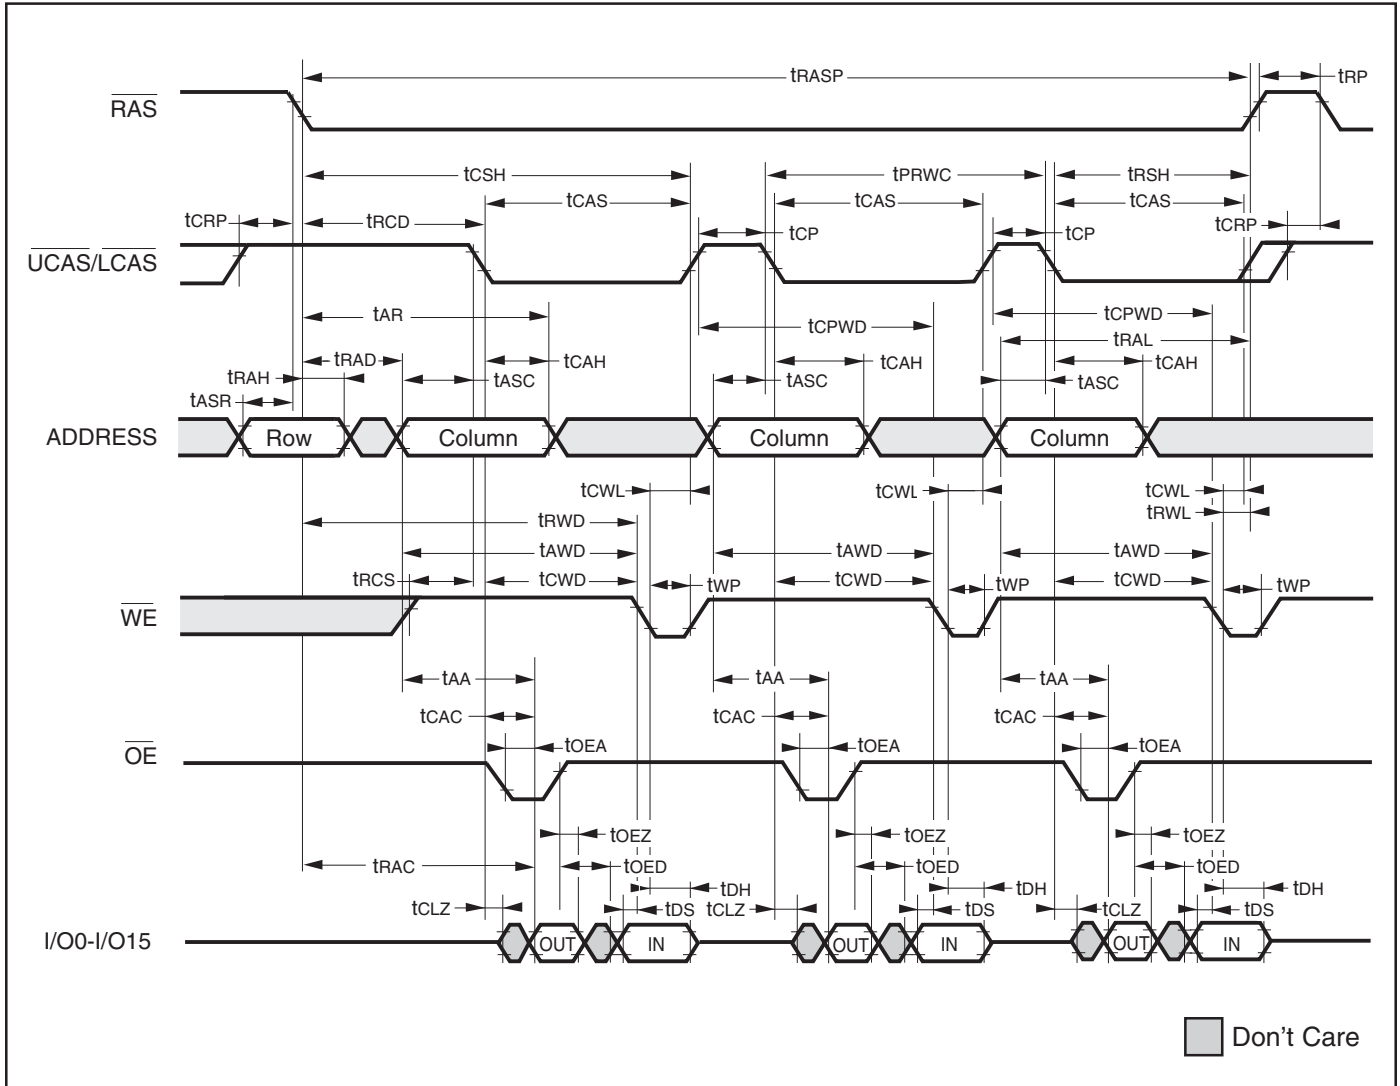 tRASP tRP
RAS
tCSH tPRWC tRSH
tCAS tCAS tCAS
tCRP tRCD tCP tCP tCRP
UCAS/LCAS
tAR tCPWD tCPWD
tRAL
tRAD tCAH tCAH tCAH
tRAH tASC tASC tASC
tASR
ADDRESS Row Column Column Column
tCWL tCWL tCWL
tRWD tRWL
tAWD tAWD tAWD
tRCS tCWD tWP tCWD tWP tCWD tWP
WE
tAA tAA tAA
tCAC tCAC tCAC
OE tOEA tOEA tOEA
tOEZ tOEZ tOEZ
tRAC tOED tOED tOED
tDH tDH tDH
tCLZ tDS tCLZ tDS tCLZ tDS
I/O0-I/O15 OUT IN OUT IN OUT IN
Don't Care